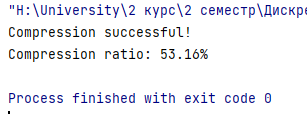 "H:\University\2 курс\2 семестр\Дискре
Compression successful!
Compression ratio: 53.16%
Process finished with exit code 0